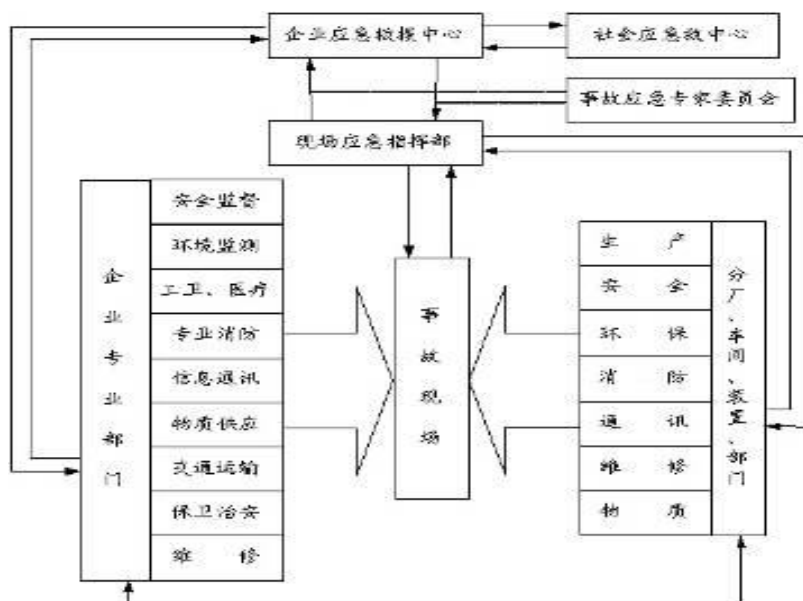 企业应急救援中心
社会应急救中心
事故应急专家委员会
现场应急指挥部
企业专业部门
安全监督
环境监测
工卫、医疗
专业消防
信息通讯
物质供应
交通运输
保卫治安
维 修
事故现场
生 产
安 全
环 保
消 防
通 讯
维 修
物 质
分厂、车间、装置、部门